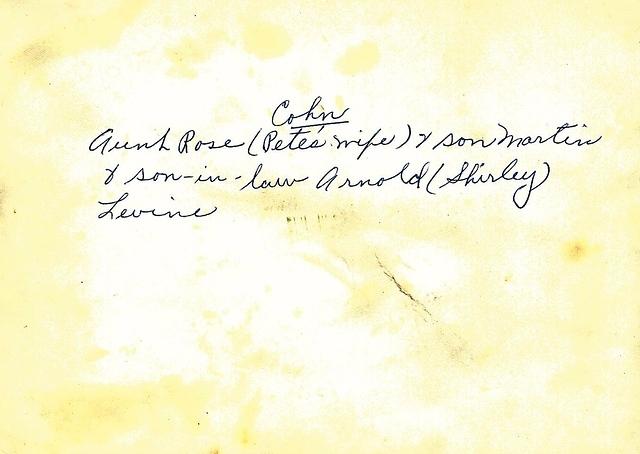 Cohn
Aunt Rose (Pete's wife) & son Martin
& son-in-law Arnold (Shirley)
Levine